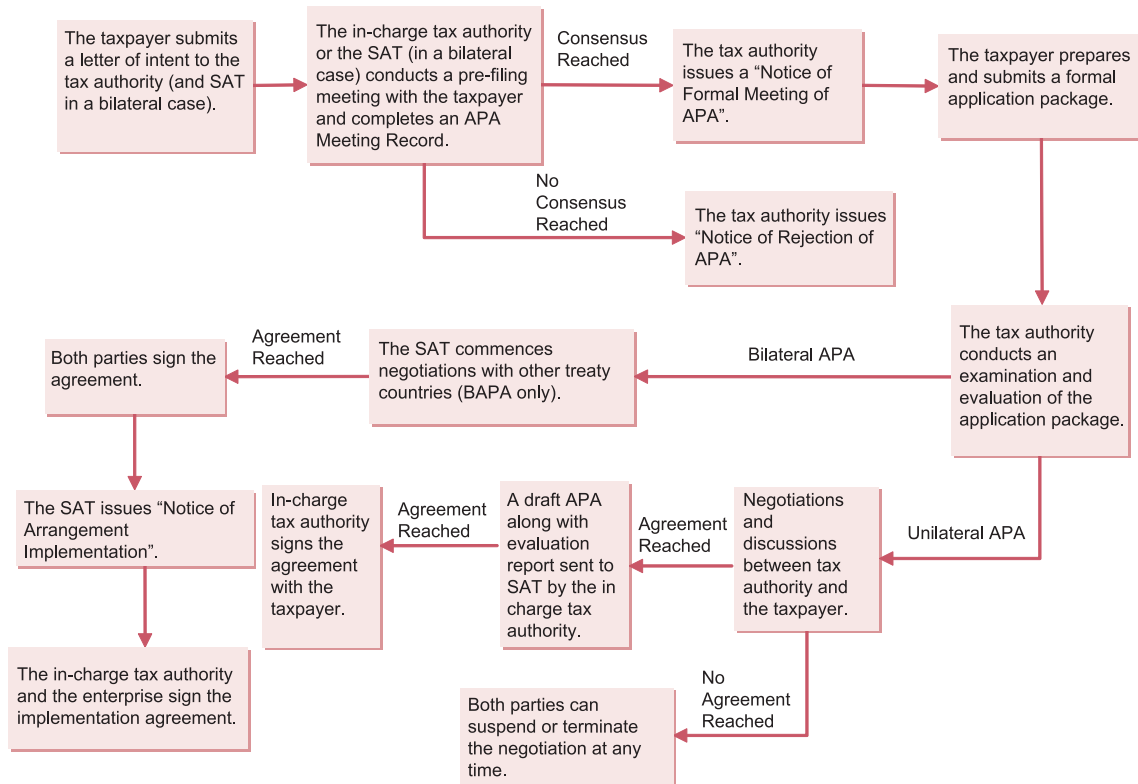 The taxpayer submits
a letter of intent to the
tax authority (and SAT
in a bilateral case).
The in-charge tax authority
or the SAT (in a bilateral
case) conducts a pre-filing
meeting with the taxpayer
and completes an APA
Meeting Record.
Consensus
Reached
The tax authority
issues a “Notice of
Formal Meeting of
APA”.
The taxpayer prepares
and submits a formal
application package.
No
Consensus
Reached
The tax authority issues
“Notice of Rejection of
APA”.
The tax authority
conducts an
examination and
evaluation of the
application package.
Bilateral APA
The SAT commences
negotiations with other treaty
countries (BAPA only).
Agreement
Reached
Both parties sign the
agreement.
The SAT issues “Notice of
Arrangement
Implementation”.
The in-charge tax authority
and the enterprise sign the
implementation agreement.
Unilateral APA
Negotiations
and
discussions
between tax
authority and
the taxpayer.
Agreement
Reached
A draft APA
along with
evaluation
report sent to
SAT by the in
charge tax
authority.
Agreement
Reached
In-charge
tax authority
signs the
agreement
with the
taxpayer.
No
Agreement
Reached
Both parties can
suspend or terminate
the negotiation at any
time.